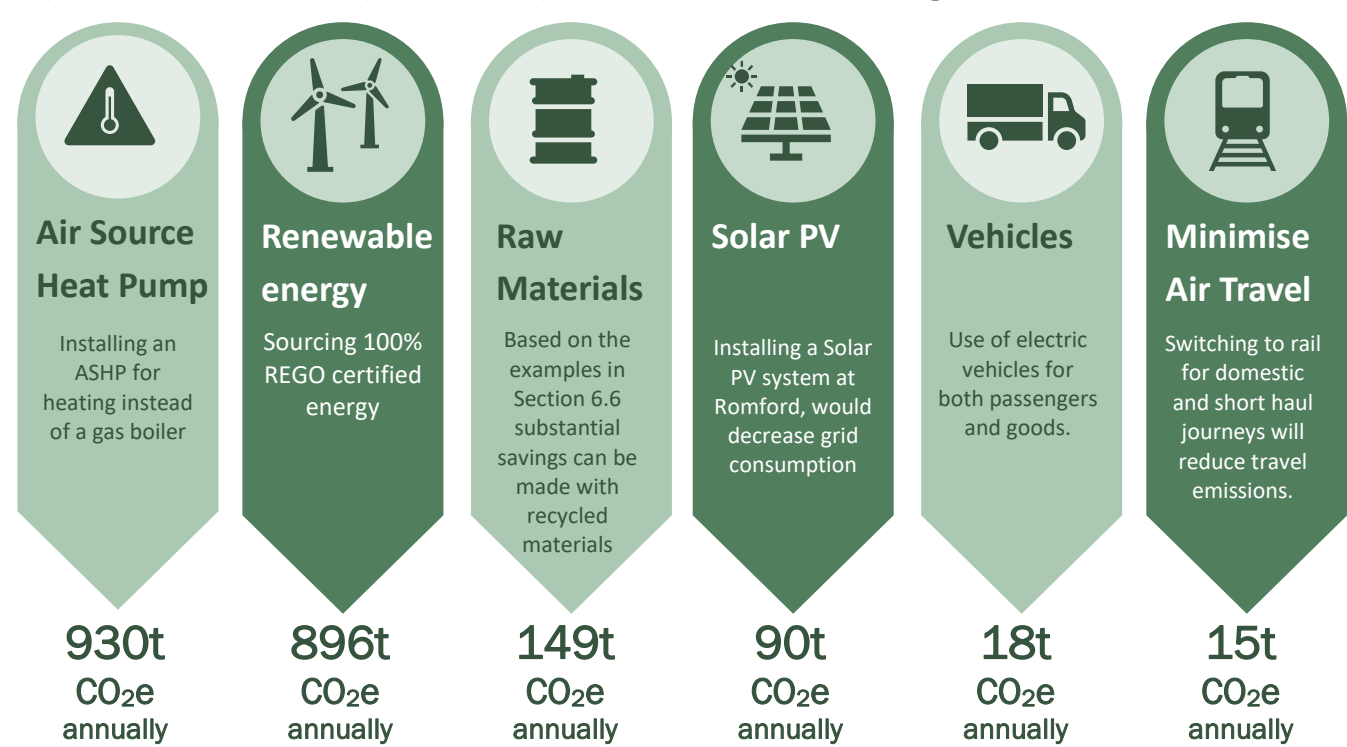 Air Source
Heat Pump
Installing an
ASHP for
heating instead
of a gas boiler
930t
CO₂e
annually
Renewable
energy
Sourcing 100%
REGO certified
energy
896t
CO₂e
annually
Raw
Materials
Based on the
examples in
Section 6.6
substantial
savings can be
made with
recycled
materials
149t
CO₂e
annually
Solar PV
Installing a Solar
PV system at
Romford, would
decrease grid
consumption
90t
CO₂e
annually
Vehicles
Use of electric
vehicles for
both passengers
and goods.
18t
CO₂e
annually
Minimise
Air Travel
Switching to rail
for domestic
and short haul
journeys will
reduce travel
emissions.
15t
CO₂e
annually